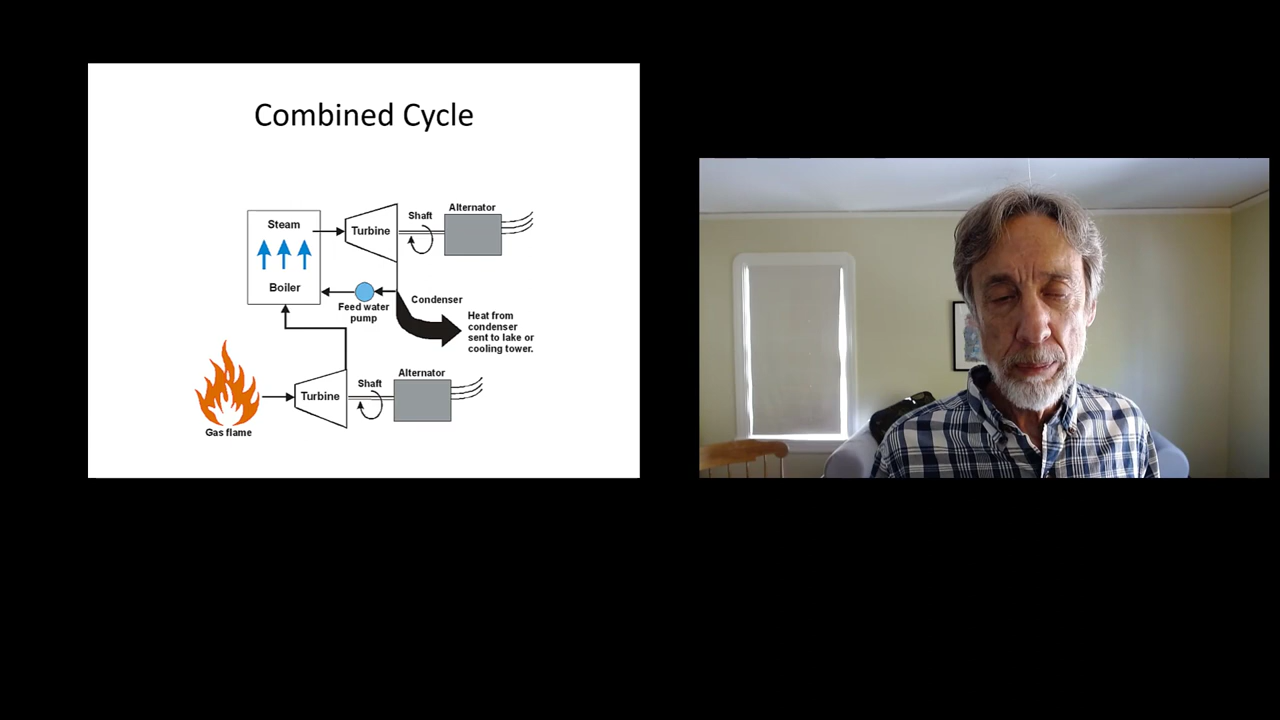 Combined Cycle
Steam
Boiler
Turbine
Shaft
Alternator
Feed water
pump
Condenser
Heat from
condenser
sent to lake or
cooling tower.
Gas flame
Turbine
Shaft
Alternator